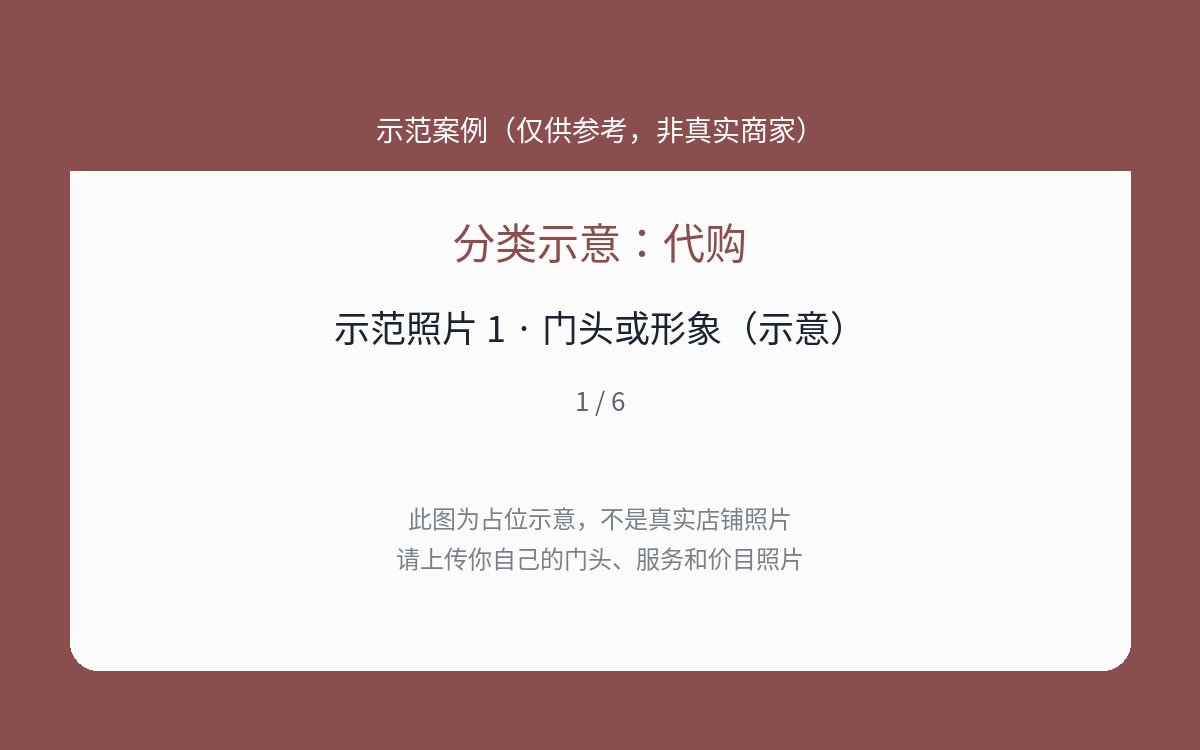 示范案例（仅供参考，非真实商家）
分类示意：代购
示范照片 1 · 门头或形象（示意）
1 / 6
此图为占位示意，不是真实店铺照片
请上传你自己的门头、服务和价目照片